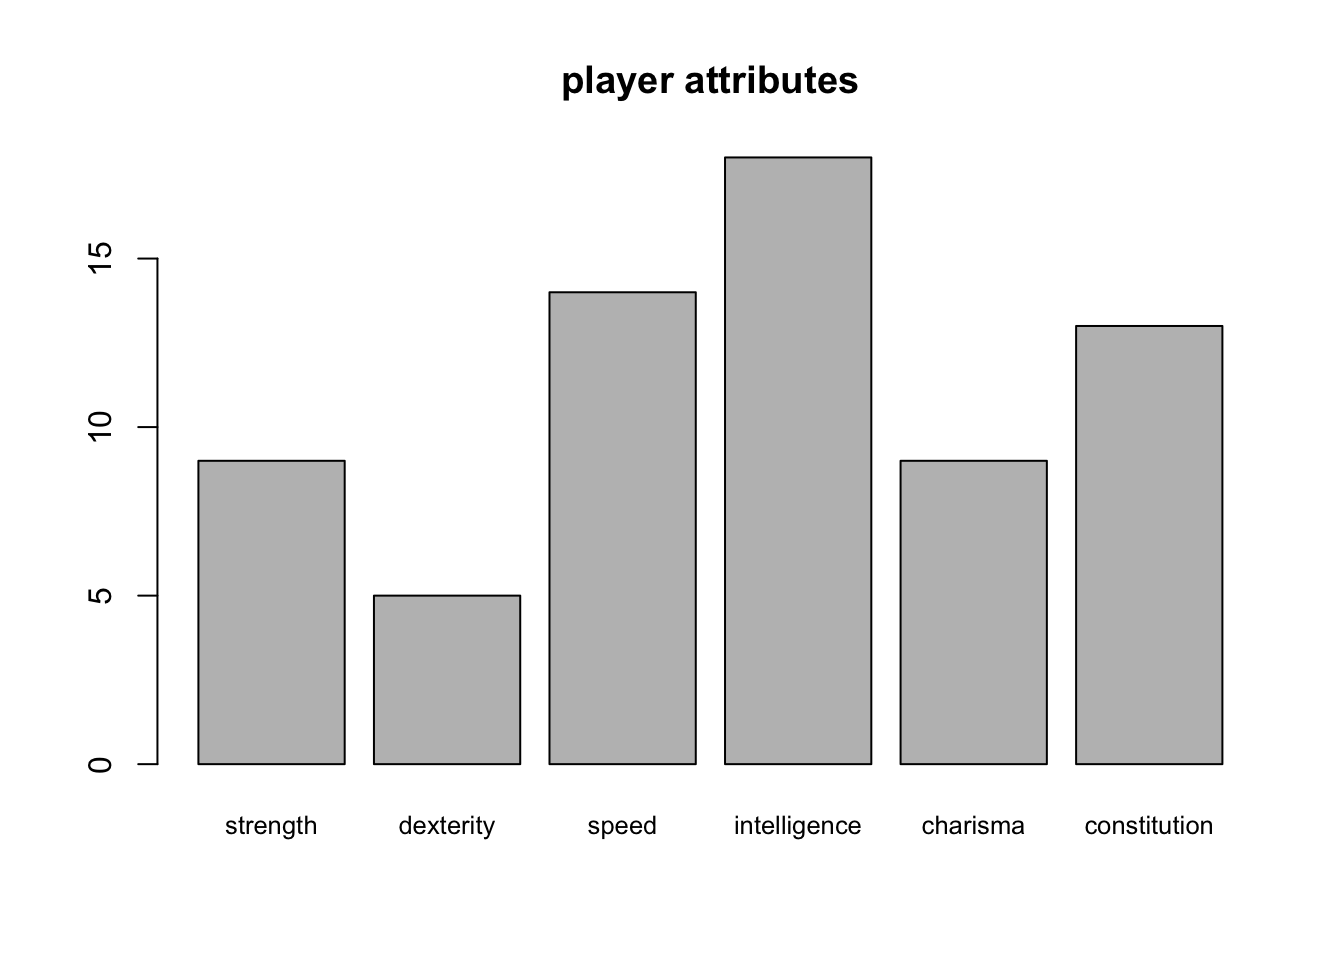 player attributes
15
10
5
0
strength dexterity speed intelligence charisma constitution